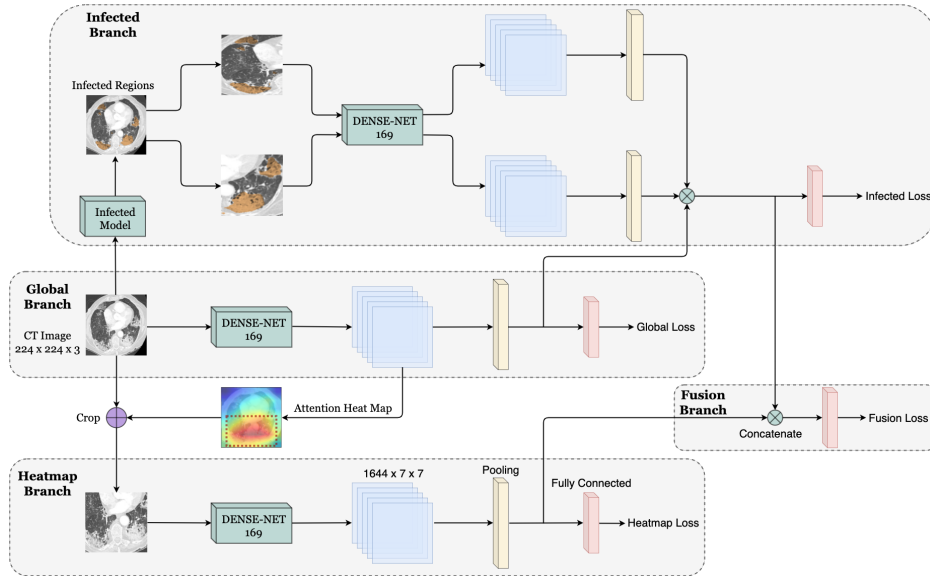 Infected
Branch
Infected Regions
DENSE-NET
169
Infected
Model
Infected Loss
Global
Branch
CT Image
224 x 224 x 3
DENSE-NET
169
Global Loss
Crop
Attention Heat Map
Fusion
Branch
Concatenate
Fusion Loss
Heatmap
Branch
DENSE-NET
169
1644 x 7 x 7
Pooling
Fully Connected
Heatmap Loss